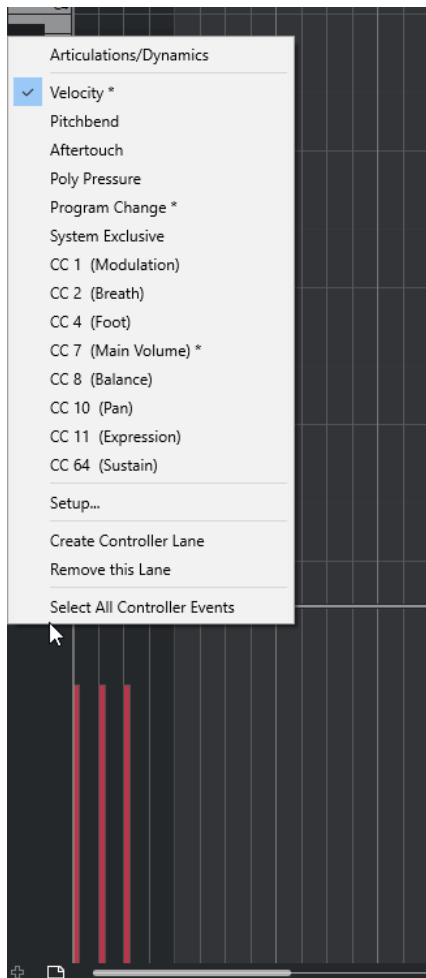 Articulations/Dynamics
Velocity *
Pitchbend
Aftertouch
Poly Pressure
Program Change *
System Exclusive
CC 1 (Modulation)
CC 2 (Breath)
CC 4 (Foot)
CC 7 (Main Volume) *
CC 8 (Balance)
CC 10 (Pan)
CC 11 (Expression)
CC 64 (Sustain)
Setup...
Create Controller Lane
Remove this Lane
Select All Controller Events